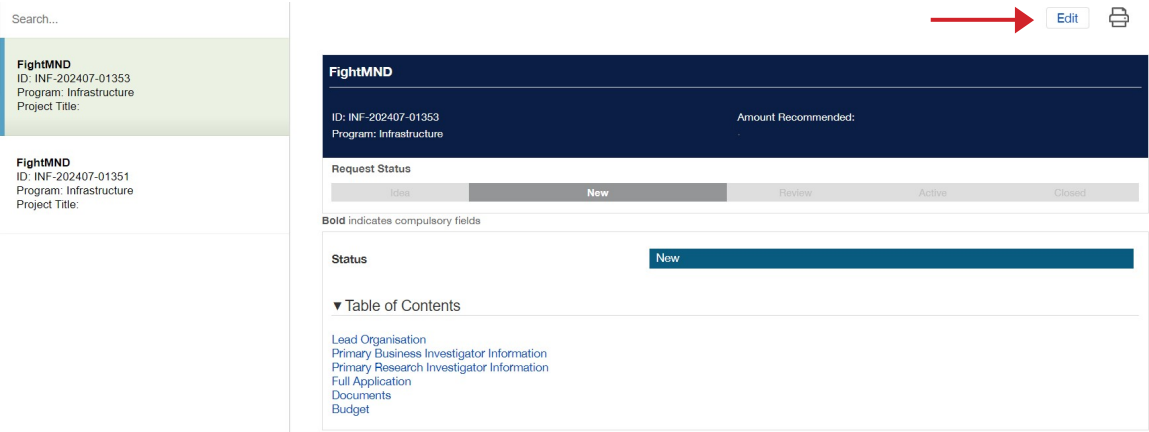 Search...
FightMND
ID: INF-202407-01353
Program: Infrastructure
Project Title:
FightMND
ID: INF-202407-01351
Program: Infrastructure
Project Title:
Edit
FightMND
ID: INF-202407-01353
Amount Recommended:
Program: Infrastructure
Request Status
Idea
New
Review
Active
Closed
Bold indicates compulsory fields
Status
New
▼Table of Contents
Lead Organisation
Primary Business Investigator Information
Primary Research Investigator Information
Full Application
Documents
Budget